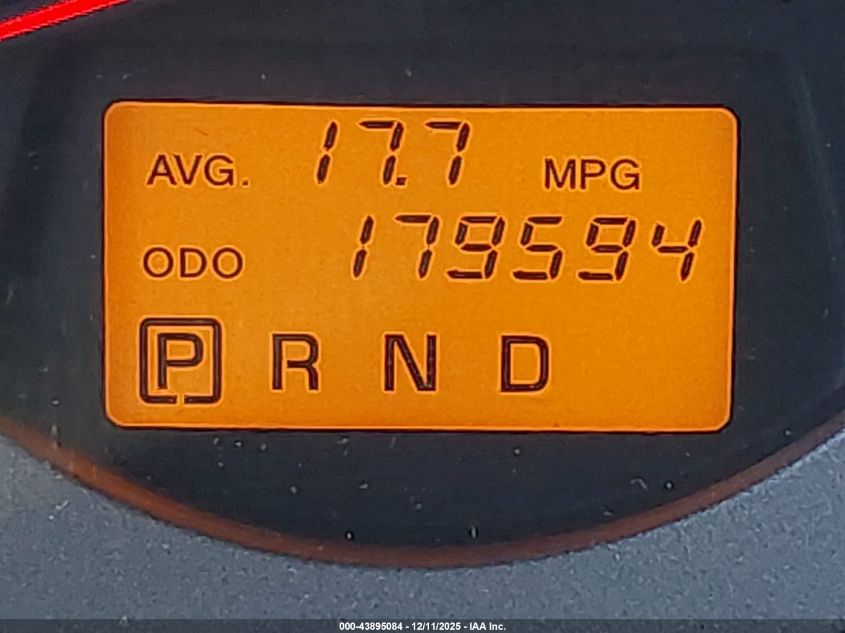 AVG. 17.7 MPG
ODO 179594
P R N D
000-43895084 - 12/11/2025 - IAA Inc.